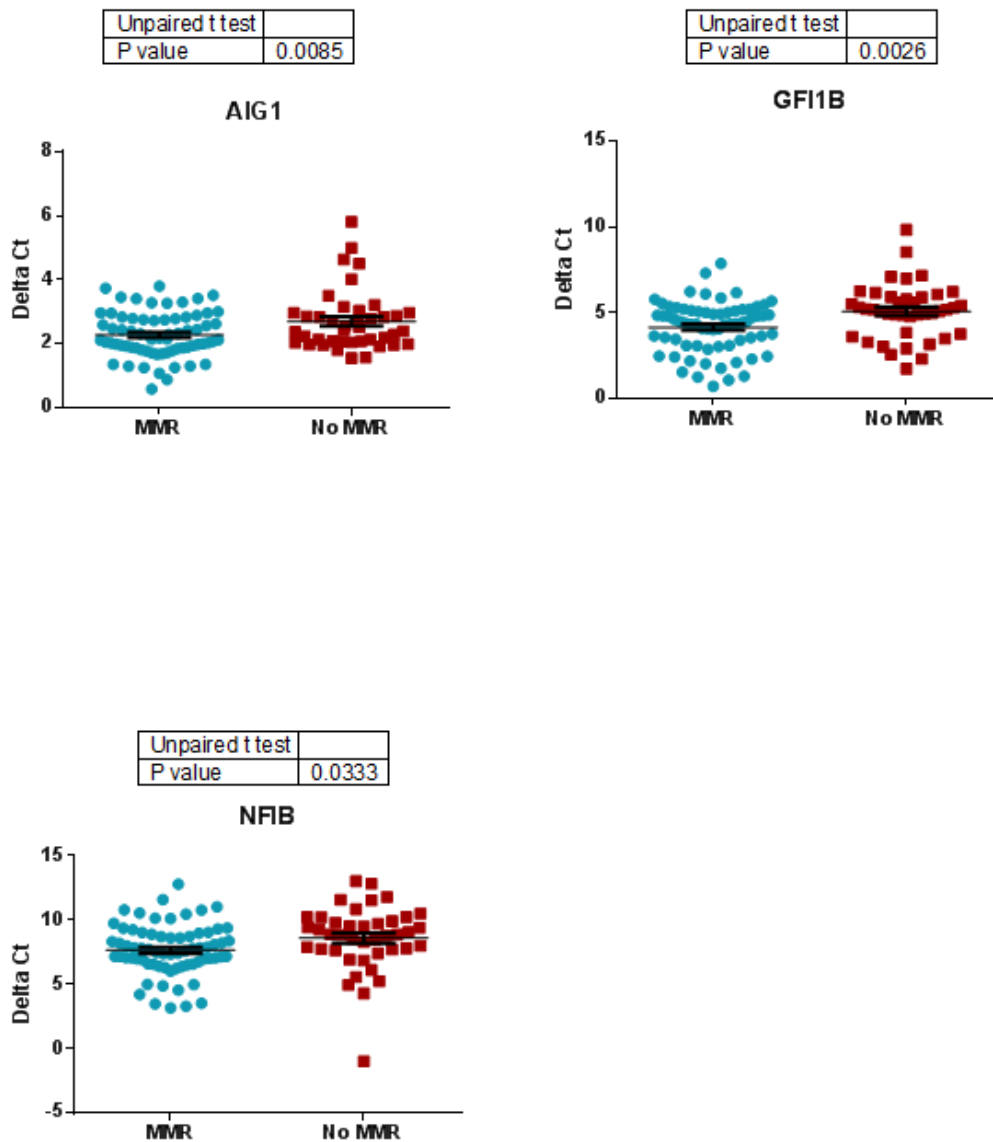 Unpaired t test
P value 0.0085
AIG1
8
6
4
2
0
Delta Ct
MMR No MMR
Unpaired t test
P value 0.0026
GFI1B
15
10
5
0
Delta Ct
MMR No MMR
Unpaired t test
P value 0.0333
NFIB
15
10
5
0
-5
Delta Ct
MMR No MMR